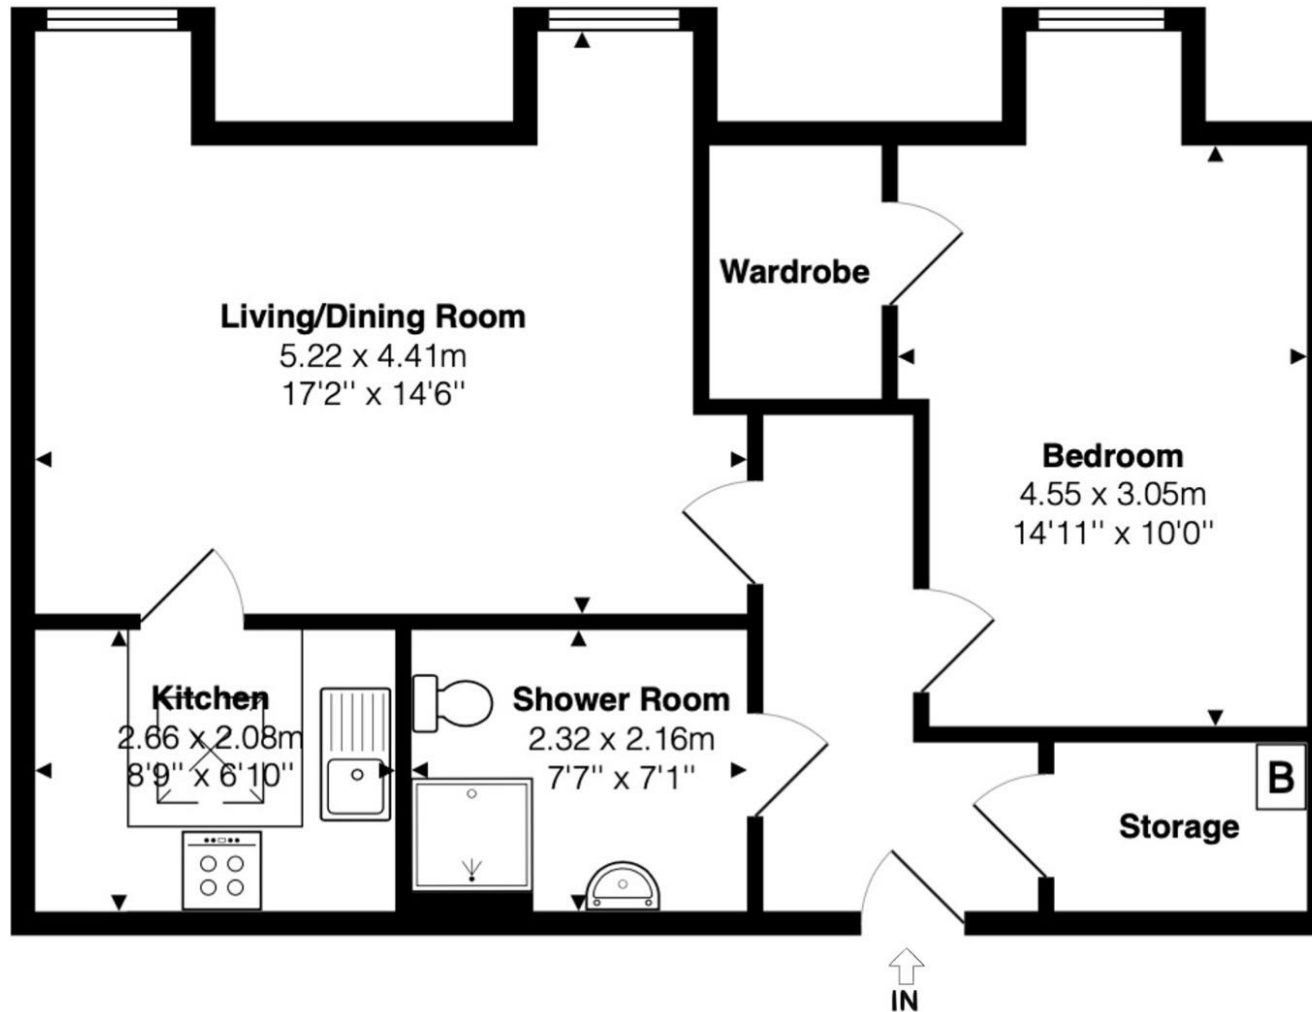 Wardrobe
Living/Dining Room
5.22 x 4.41m
17'2" x 14'6"
Bedroom
4.55 x 3.05m
14'11" x 10'0"
Kitchen
2.66 x 2.08m
8'9" x 6'10"
Shower Room
2.32 x 2.16m
7'7" x 7'1"
B
Storage
IN